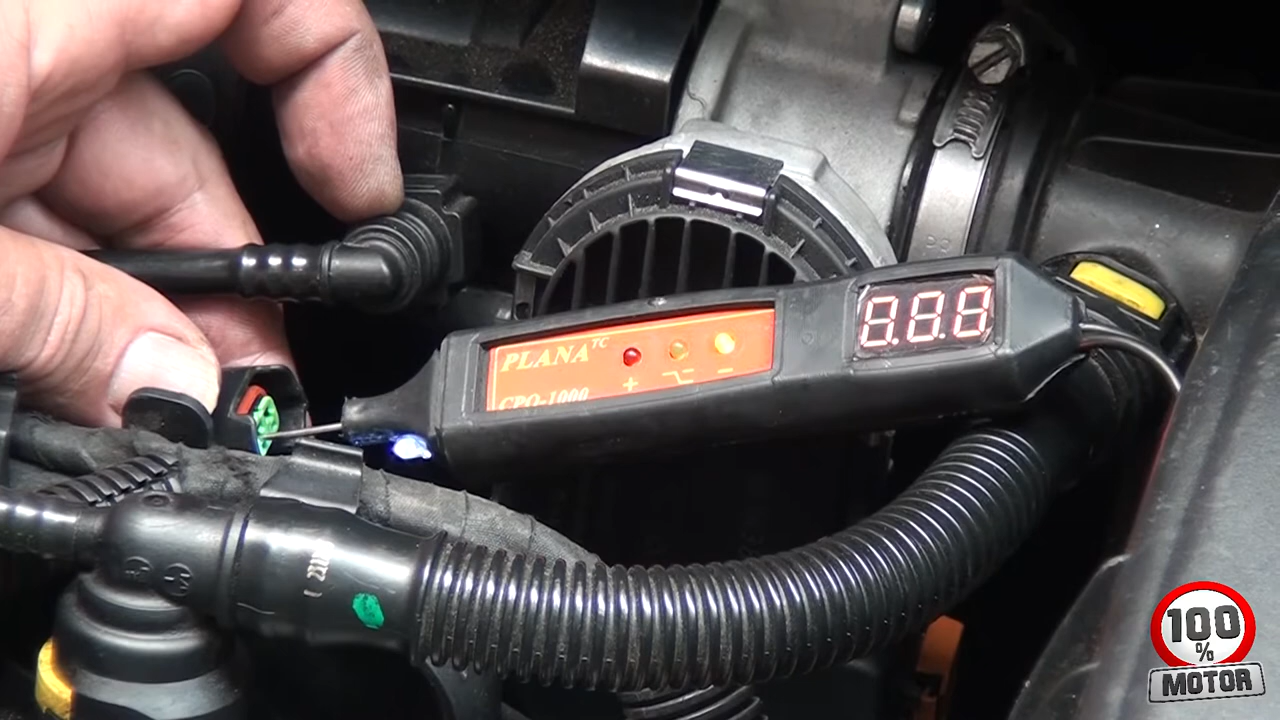 PLANA TC
+ −
CPO-1000
8.8.8
100
%
MOTOR